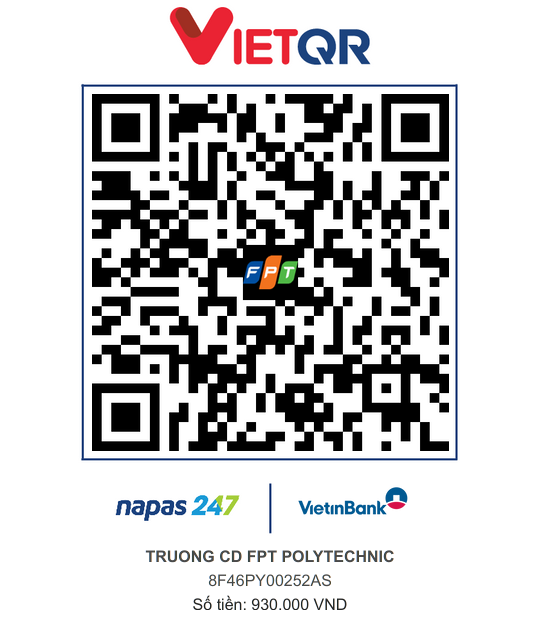 VIETQR
FPT
napas 247
VietinBank
TRUONG CD FPT POLYTECHNIC
8F46PY00252AS
Số tiền: 930.000 VND